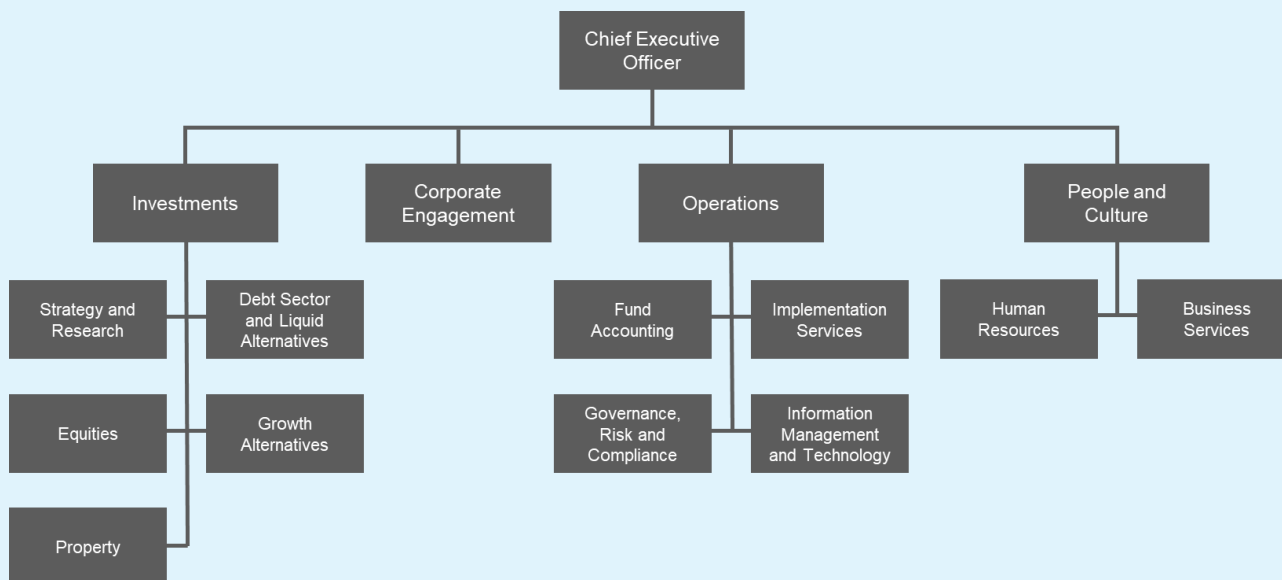 Chief Executive
Officer
Investments
Corporate
Engagement
Operations
People and
Culture
Strategy and
Research
Debt Sector
and Liquid
Alternatives
Fund
Accounting
Implementation
Services
Human
Resources
Business
Services
Equities
Growth
Alternatives
Governance,
Risk and
Compliance
Information
Management
and Technology
Property